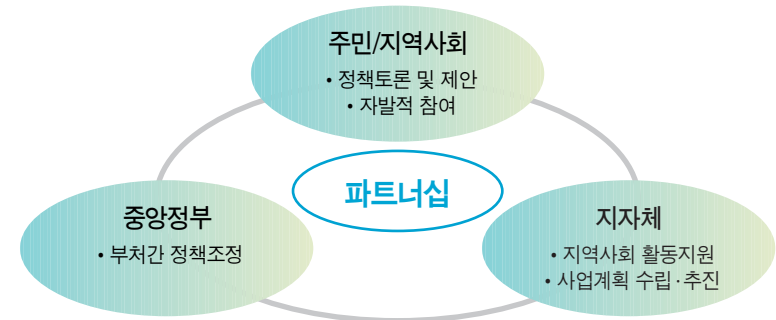 주민/지역사회
• 정책토론 및 제안
• 자발적 참여
파트너십
중앙정부
• 부처간 정책조정
지자체
• 지역사회 활동지원
• 사업계획 수립·추진